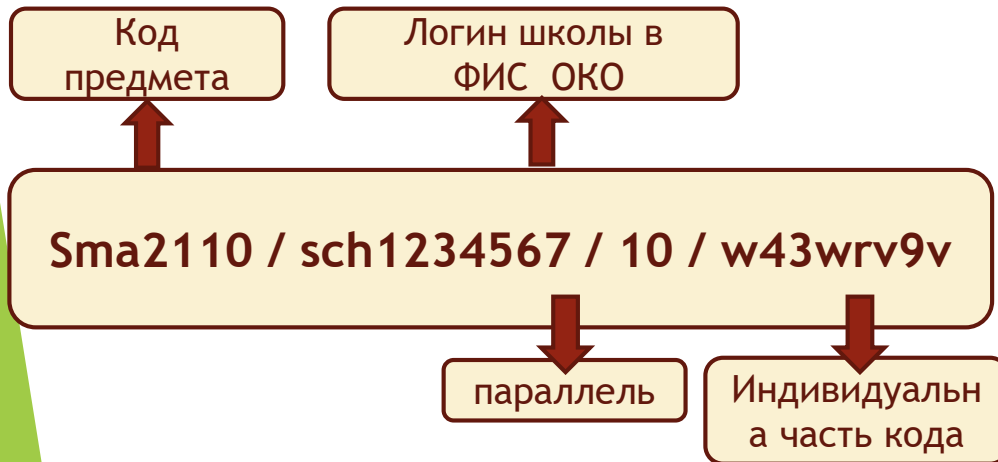 Код
предмета
Логин школы в
ФИС ОКО
Sma2110 / sch1234567 / 10 / w43wrv9v
параллель
Индивидуальн
а часть кода